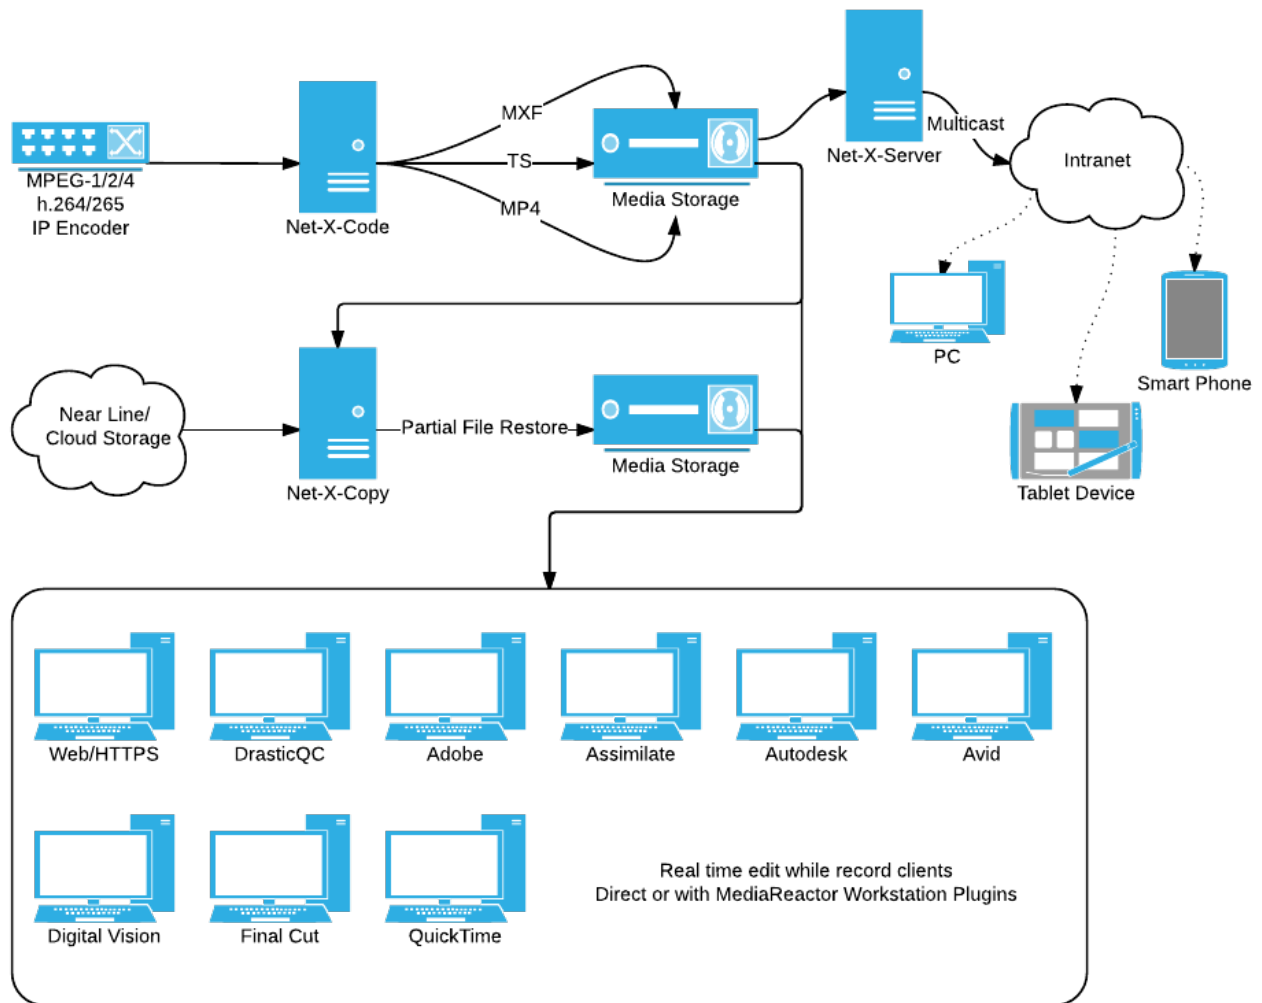 MPEG-1/2/4
h.264/265
IP Encoder
Net-X-Code
MXF
TS
MP4
Media Storage
Net-X-Server
Multicast
Intranet
PC
Smart Phone
Tablet Device
Near Line/
Cloud Storage
Net-X-Copy
Partial File Restore
Media Storage
Web/HTTPS
DrasticQC
Adobe
Assimilate
Autodesk
Avid
Digital Vision
Final Cut
QuickTime
Real time edit while record clients
Direct or with MediaReactor Workstation Plugins